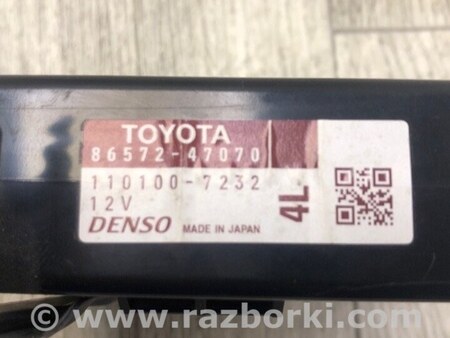 TOYOTA
86572-47070
110100-7232
12V
4L
DENSO MADE IN JAPAN
www.razborki.com